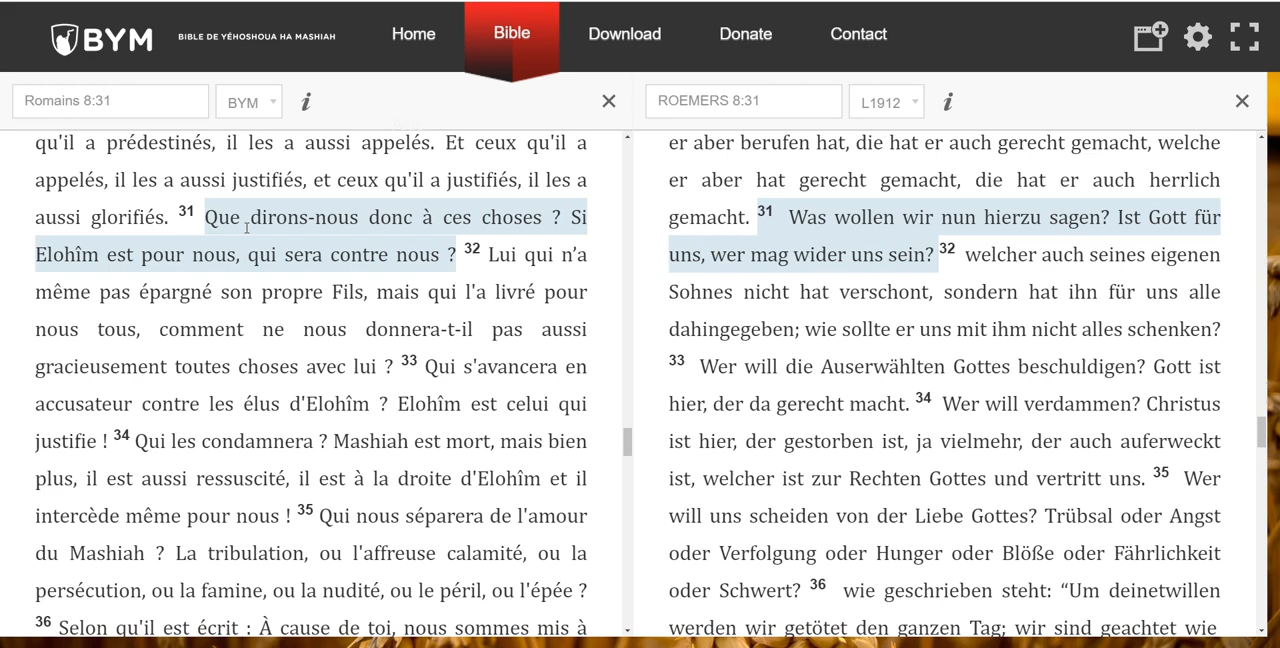 BYM BIBLE DE YÉHOSHOUA HA MASHIAH Home Bible Download Donate Contact
Romains 8:31 BYM i ×
qu'il a prédestinés, il les a aussi appelés. Et ceux qu'il a
appelés, il les a aussi justifiés, et ceux qu'il a justifiés, il les a
aussi glorifiés. 31 Que dirons-nous donc à ces choses ? Si
Elohîm est pour nous, qui sera contre nous ? 32 Lui qui n’a
même pas épargné son propre Fils, mais qui l'a livré pour
nous tous, comment ne nous donnera-t-il pas aussi
gracieusement toutes choses avec lui ? 33 Qui s'avancera en
accusateur contre les élus d'Elohîm ? Elohîm est celui qui
justifie ! 34 Qui les condamnera ? Mashiah est mort, mais bien
plus, il est aussi ressuscité, il est à la droite d'Elohîm et il
intercède même pour nous ! 35 Qui nous séparera de l'amour
du Mashiah ? La tribulation, ou l'affreuse calamité, ou la
persécution, ou la famine, ou la nudité, ou le péril, ou l'épée ?
36 Selon qu'il est écrit : À cause de toi, nous sommes mis à
ROEMERS 8:31 L1912 i ×
er aber berufen hat, die hat er auch gerecht gemacht, welche
er aber hat gerecht gemacht, die hat er auch herrlich
gemacht. 31 Was wollen wir nun hierzu sagen? Ist Gott für
uns, wer mag wider uns sein? 32 welcher auch seines eigenen
Sohnes nicht hat verschont, sondern hat ihn für uns alle
dahingegeben; wie sollte er uns mit ihm nicht alles schenken?
33 Wer will die Auserwählten Gottes beschuldigen? Gott ist
hier, der da gerecht macht. 34 Wer will verdammen? Christus
ist hier, der gestorben ist, ja vielmehr, der auch auferweckt
ist, welcher ist zur Rechten Gottes und vertritt uns. 35 Wer
will uns scheiden von der Liebe Gottes? Trübsal oder Angst
oder Verfolgung oder Hunger oder Blöße oder Fährlichkeit
oder Schwert? 36 wie geschrieben steht: “Um deinetwillen
werden wir getötet den ganzen Tag; wir sind geachtet wie